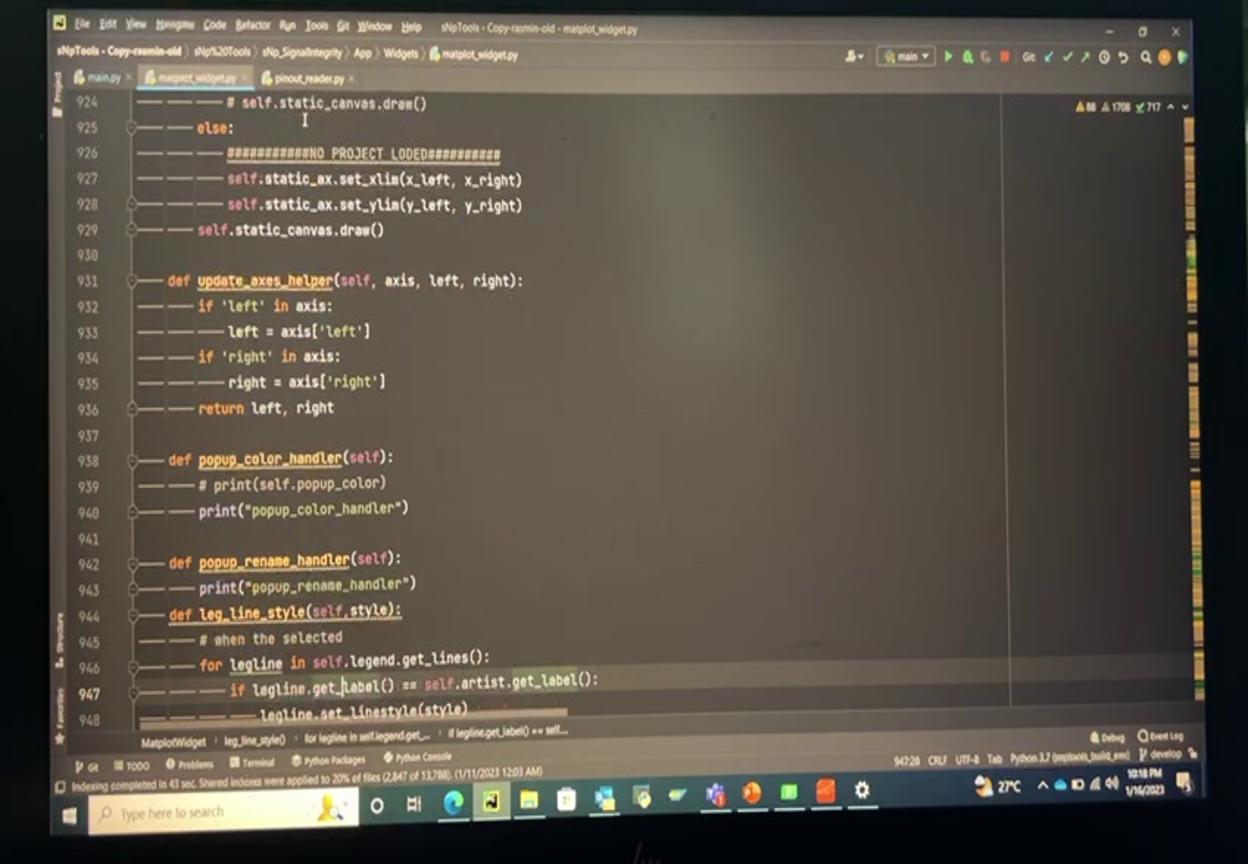 File Edit View Navigate Code Refactor Run Tools Git Window Help sNpTools - Copy-rasmin-old - matplot_widget.py
sNpTools - Copy-rasmin-old sNp%20Tools sNp_SignalIntegrity App Widgets matplot_widget.py main Git:
main.py matplot_widget.py pinout_reader.py
Project
88 1708 717
924 # self.static_canvas.draw()
925 else:
926 ###########NO PROJECT LODED##########
927 self.static_ax.set_xlim(x_left, x_right)
928 self.static_ax.set_ylim(y_left, y_right)
929 self.static_canvas.draw()
930
931 def update_axes_helper(self, axis, left, right):
932 if 'left' in axis:
933 left = axis['left']
934 if 'right' in axis:
935 right = axis['right']
936 return left, right
937
938 def popup_color_handler(self):
939 # print(self.popup_color)
940 print("popup_color_handler")
941
942 def popup_rename_handler(self):
943 print("popup_rename_handler")
944 def leg_line_style(self,style):
945 # when the selected
946 for legline in self.legend.get_lines():
947 if legline.get_label() == self.artist.get_label():
948 legline.set_linestyle(style)
Structure
Favorites
MatplotWidget leg_line_style() for legline in self.legend.get_... if legline.get_label() == self...
Git TODO Problems Terminal Python Packages Python Console Debug Event Log
Indexing completed in 43 sec. Shared indexes were applied to 20% of files (2,847 of 13,788). (1/11/2023 12:03 AM) 947:28 CRLF UTF-8 Tab Python 3.7 develop
Type here to search 27°C 10:18 PM
1/16/2023